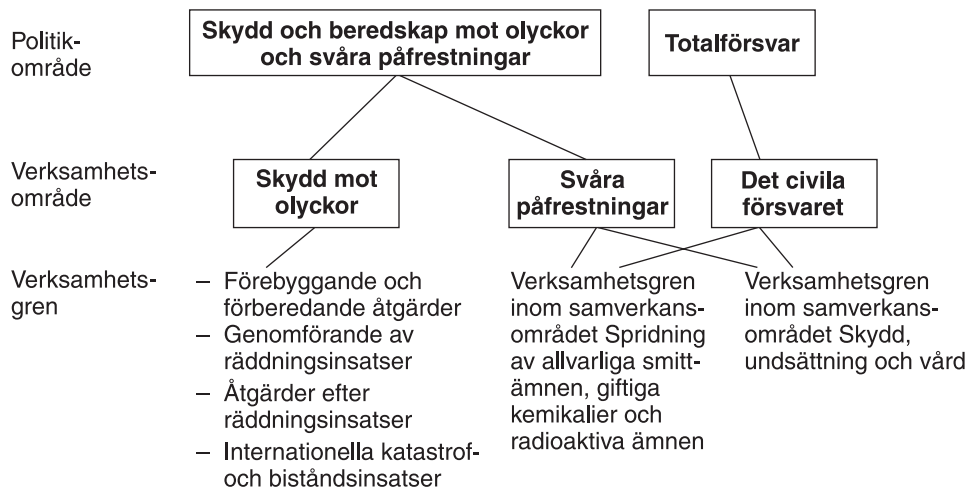 Politik-
område
Skydd och beredskap mot olyckor
och svåra påfrestningar
Totalförsvar
Verksamhets-
område
Skydd mot
olyckor
Svåra
påfrestningar
Det civila
försvaret
Verksamhets-
gren
– Förebyggande och
förberedande åtgärder
– Genomförande av
räddningsinsatser
– Åtgärder efter
räddningsinsatser
– Internationella katastrof-
och biståndsinsatser
Verksamhetsgren
inom samverkans-
området Spridning
av allvarliga smitt-
ämnen, giftiga
kemikalier och
radioaktiva ämnen
Verksamhetsgren
inom samverkans-
området Skydd,
undsättning och vård